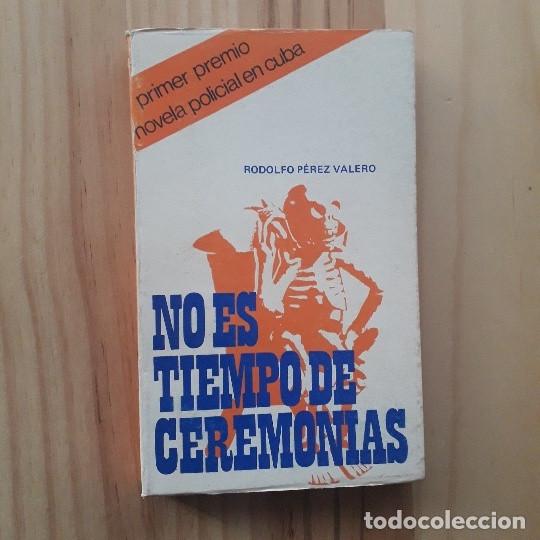 primer premio
novela policial en cuba
RODOLFO PÉREZ VALERO
NO ES
TIEMPO DE
CEREMONIAS
todocoleccion